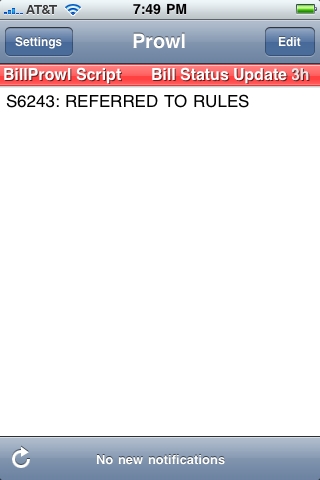 AT&T 7:49 PM
Settings Prowl Edit
BillProwl Script Bill Status Update 3h
S6243: REFERRED TO RULES
No new notifications